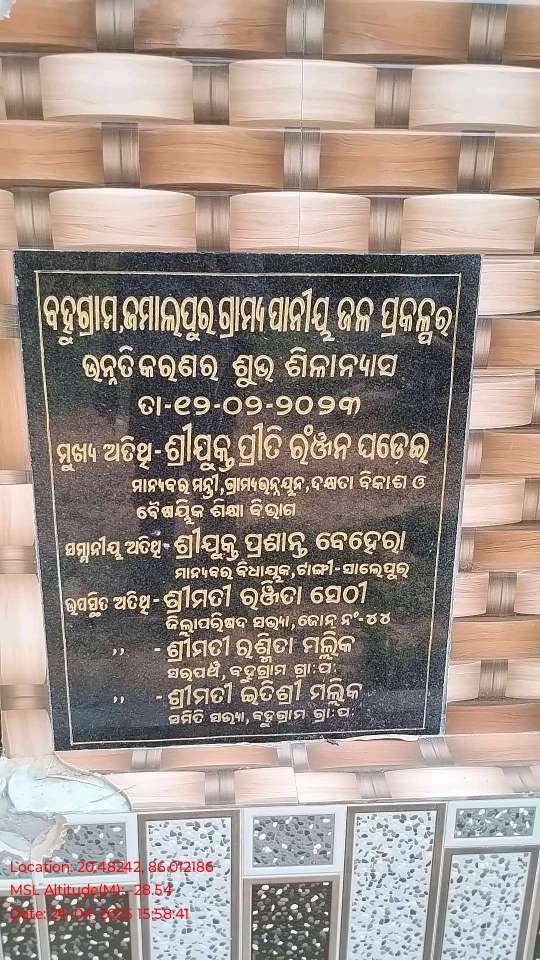 ବହୁଗ୍ରାମ,ଜମାଲପୁର ଗ୍ରାମ୍ୟ ପାନୀୟ ଜଳ ପ୍ରକଳ୍ପର
ଉନ୍ନତିକରଣର ଶୁଭ ଶିଳାନ୍ୟାସ
ତା-୧୨-୦୨-୨୦୨୩
ମୁଖ୍ୟ ଅତିଥି-ଶ୍ରୀଯୁକ୍ତ ପ୍ରୀତି ରଂଞ୍ଜନ ଘଡ଼େଇ
ମାନ୍ୟବର ମନ୍ତ୍ରୀ,ଗ୍ରାମ୍ୟଉନ୍ନୟନ,ଦକ୍ଷତା ବିକାଶ ଓ
ବୈଷୟିକ ଶିକ୍ଷା ବିଭାଗ
ସମ୍ମାନୀୟ ଅତିଥି-ଶ୍ରୀଯୁକ୍ତ ପ୍ରଶାନ୍ତ ବେହେରା
ମାନ୍ୟବର ବିଧାୟକ,ଟାଙ୍ଗୀ-ସାଲେପୁର
ଉପସ୍ଥିତ ଅତିଥି-ଶ୍ରୀମତୀ ରଞ୍ଜିତା ସେଠୀ
ଜିଲ୍ଲାପରିଷଦ ସଭ୍ୟା,ଜୋନ୍ ନଂ-୪୪
,, -ଶ୍ରୀମତୀ ରଶ୍ମିତା ମଲ୍ଲିକ
ସରପଞ୍ଚ, ବହୁଗ୍ରାମ ଗ୍ରା:ପ:
,, -ଶ୍ରୀମତୀ ଇତିଶ୍ରୀ ମଲ୍ଲିକ
ସମିତି ସଭ୍ୟା,ବହୁଗ୍ରାମ ଗ୍ରା:ପ:
Location: 20.48242, 86.012186
MSL Altitude(M): -28.54
Date: 24-04-2025 15:58:41